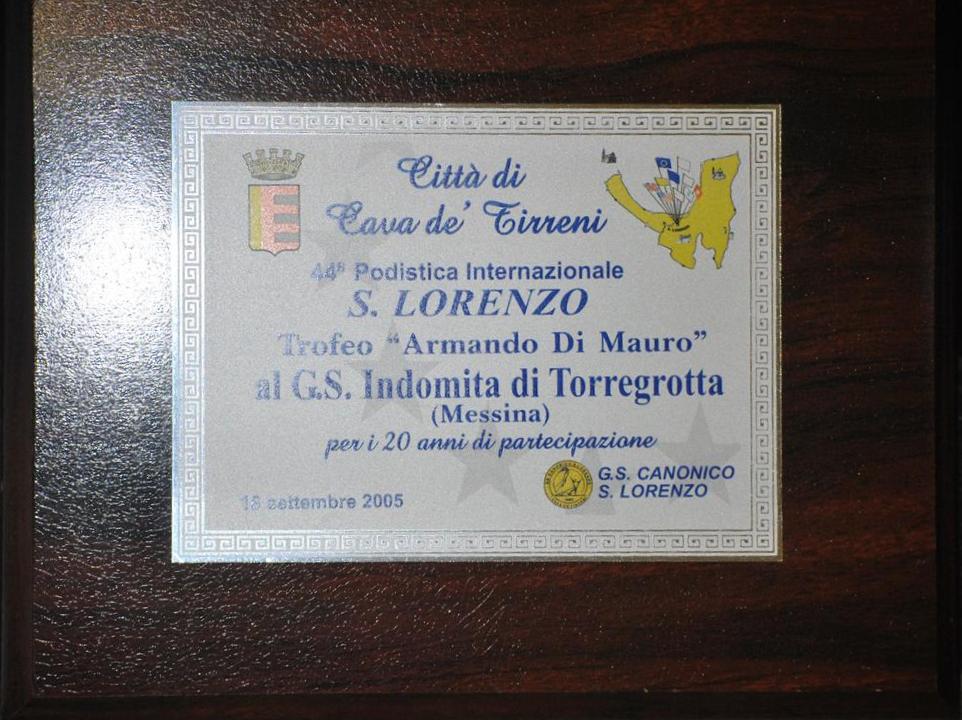 Città di
Cava de' Tirreni
44ª Podistica Internazionale
S. LORENZO
Trofeo “Armando Di Mauro”
al G.S. Indomita di Torregrotta
(Messina)
per i 20 anni di partecipazione
G.S. CANONICO
S. LORENZO
settembre 2005